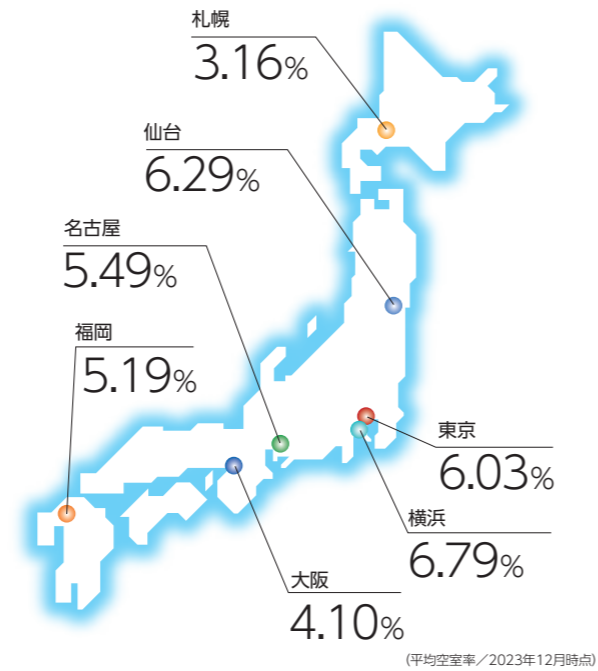 札幌
3.16%
仙台
6.29%
名古屋
5.49%
福岡
5.19%
東京
6.03%
横浜
6.79%
大阪
4.10%
(平均空室率／2023年12月時点)